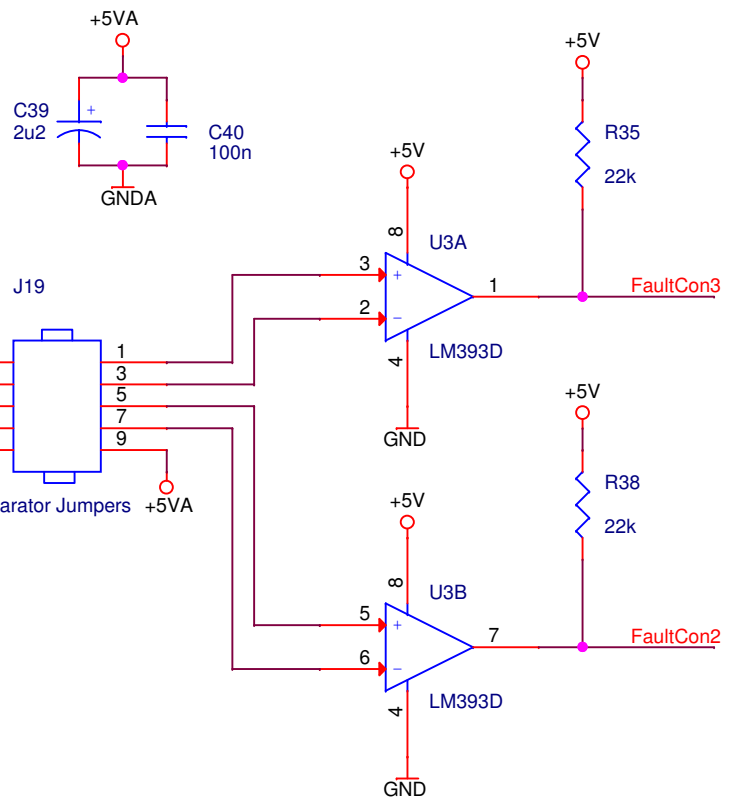 +5VA
C39
2u2
+
C40
100n
GNDA
+5V
R35
22k
+5V
8
U3A
3
+
1
FaultCon3
2
−
LM393D
4
GND
J19
1
3
5
7
9
+5VA
Jumpers
+5V
R38
22k
+5V
8
U3B
5
+
7
FaultCon2
6
−
LM393D
4
GND